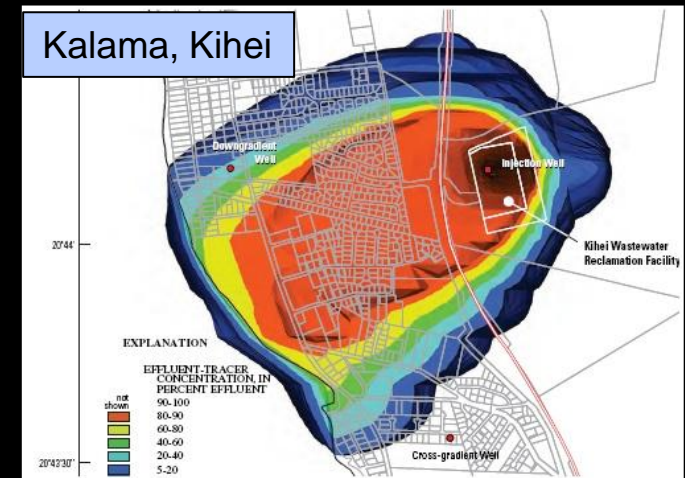 Kalama, Kihei
Downgradient
Well
Injection Well
20°44'
Kihei Wastewater
Reclamation Facility
EXPLANATION
EFFLUENT-TRACER
CONCENTRATION, IN
PERCENT EFFLUENT
not
shown
90-100
80-90
60-80
40-60
20-40
5-20
Cross-gradient Well
20°43'30"